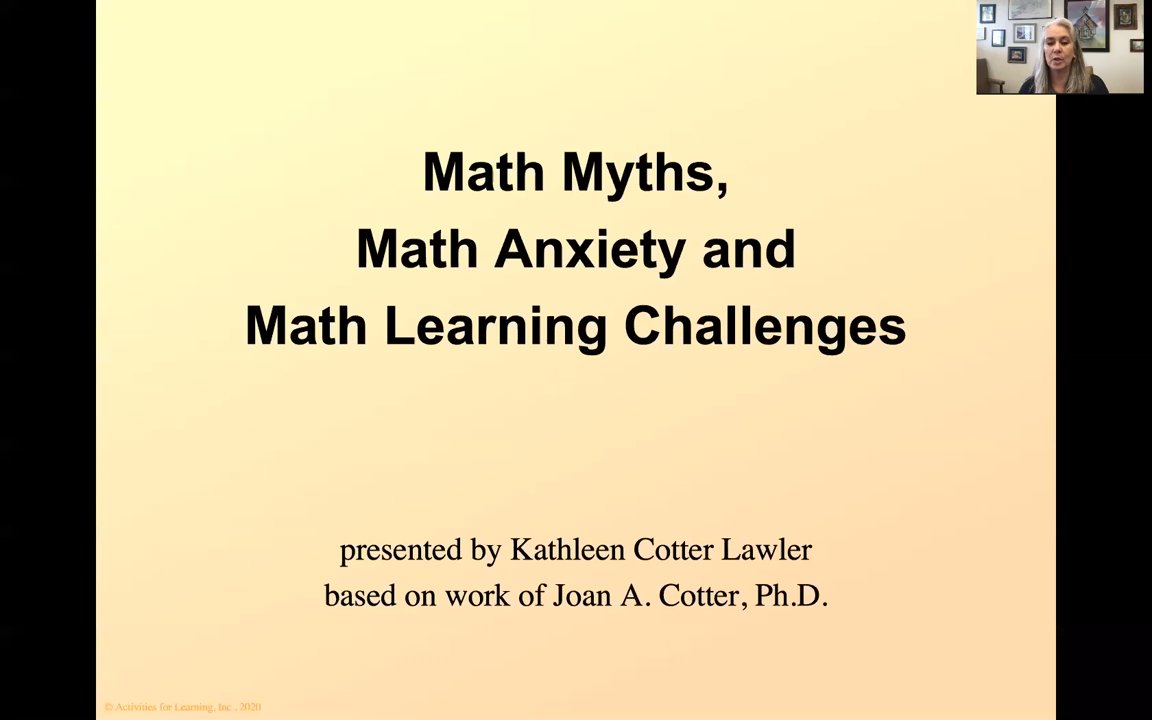 Math Myths,
Math Anxiety and
Math Learning Challenges
presented by Kathleen Cotter Lawler
based on work of Joan A. Cotter, Ph.D.
© Activities for Learning, Inc., 2020